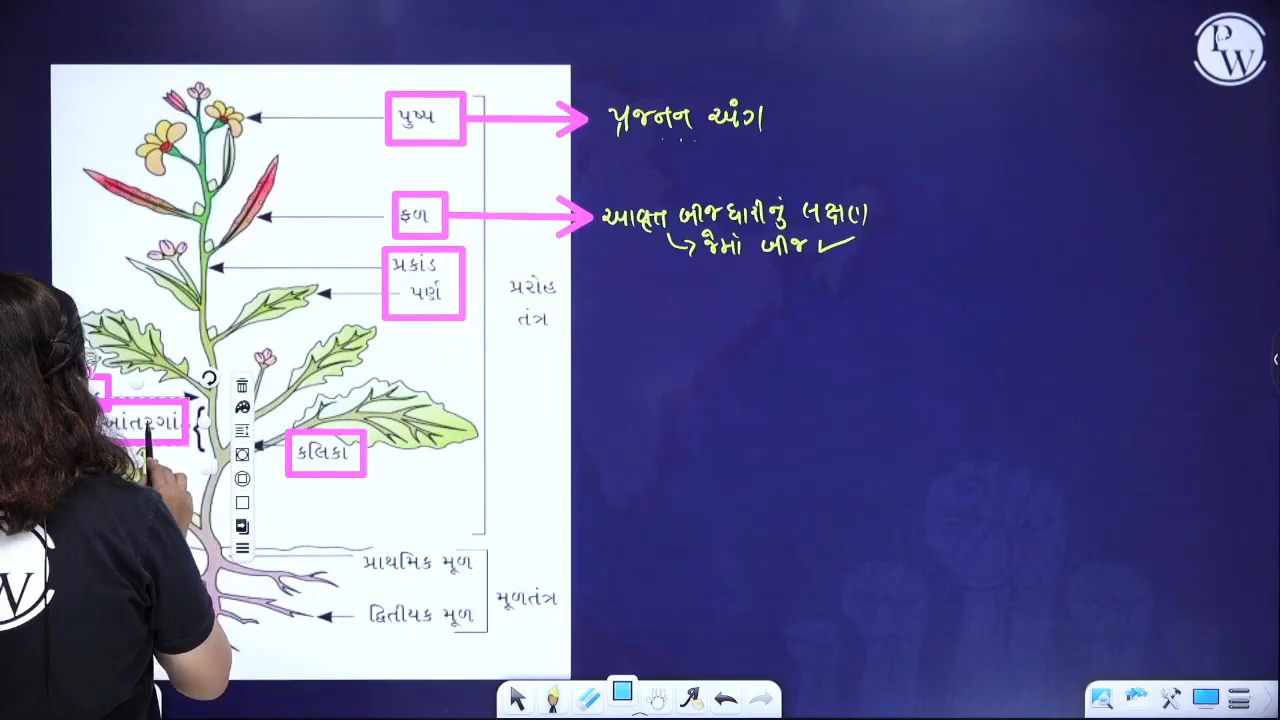 PW
પુષ્પ
પ્રજનન અંગ
ફળ
આવૃત બીજધારીનું લક્ષણ
જેમાં બીજ
પ્રકાંડ
પર્ણ
પ્રરોહ
તંત્ર
કલિકા
પ્રાથમિક મૂળ
મૂળતંત્ર
દ્વિતીયક મૂળ
W